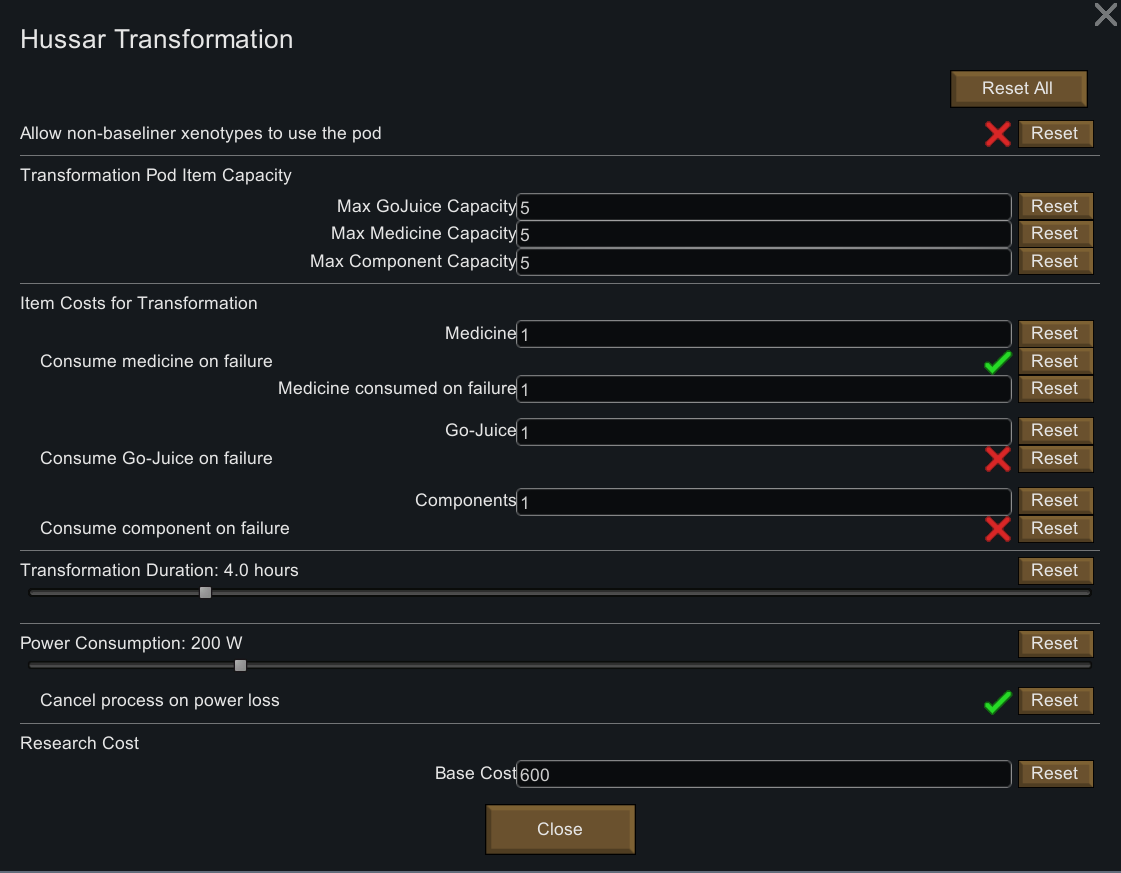 Hussar Transformation
Reset All
Allow non-baseliner xenotypes to use the pod Reset
Transformation Pod Item Capacity
Max GoJuice Capacity 5 Reset
Max Medicine Capacity 5 Reset
Max Component Capacity 5 Reset
Item Costs for Transformation
Medicine 1 Reset
Consume medicine on failure Reset
Medicine consumed on failure 1 Reset
Go-Juice 1 Reset
Consume Go-Juice on failure Reset
Components 1 Reset
Consume component on failure Reset
Transformation Duration: 4.0 hours Reset
Power Consumption: 200 W Reset
Cancel process on power loss Reset
Research Cost
Base Cost 600 Reset
Close